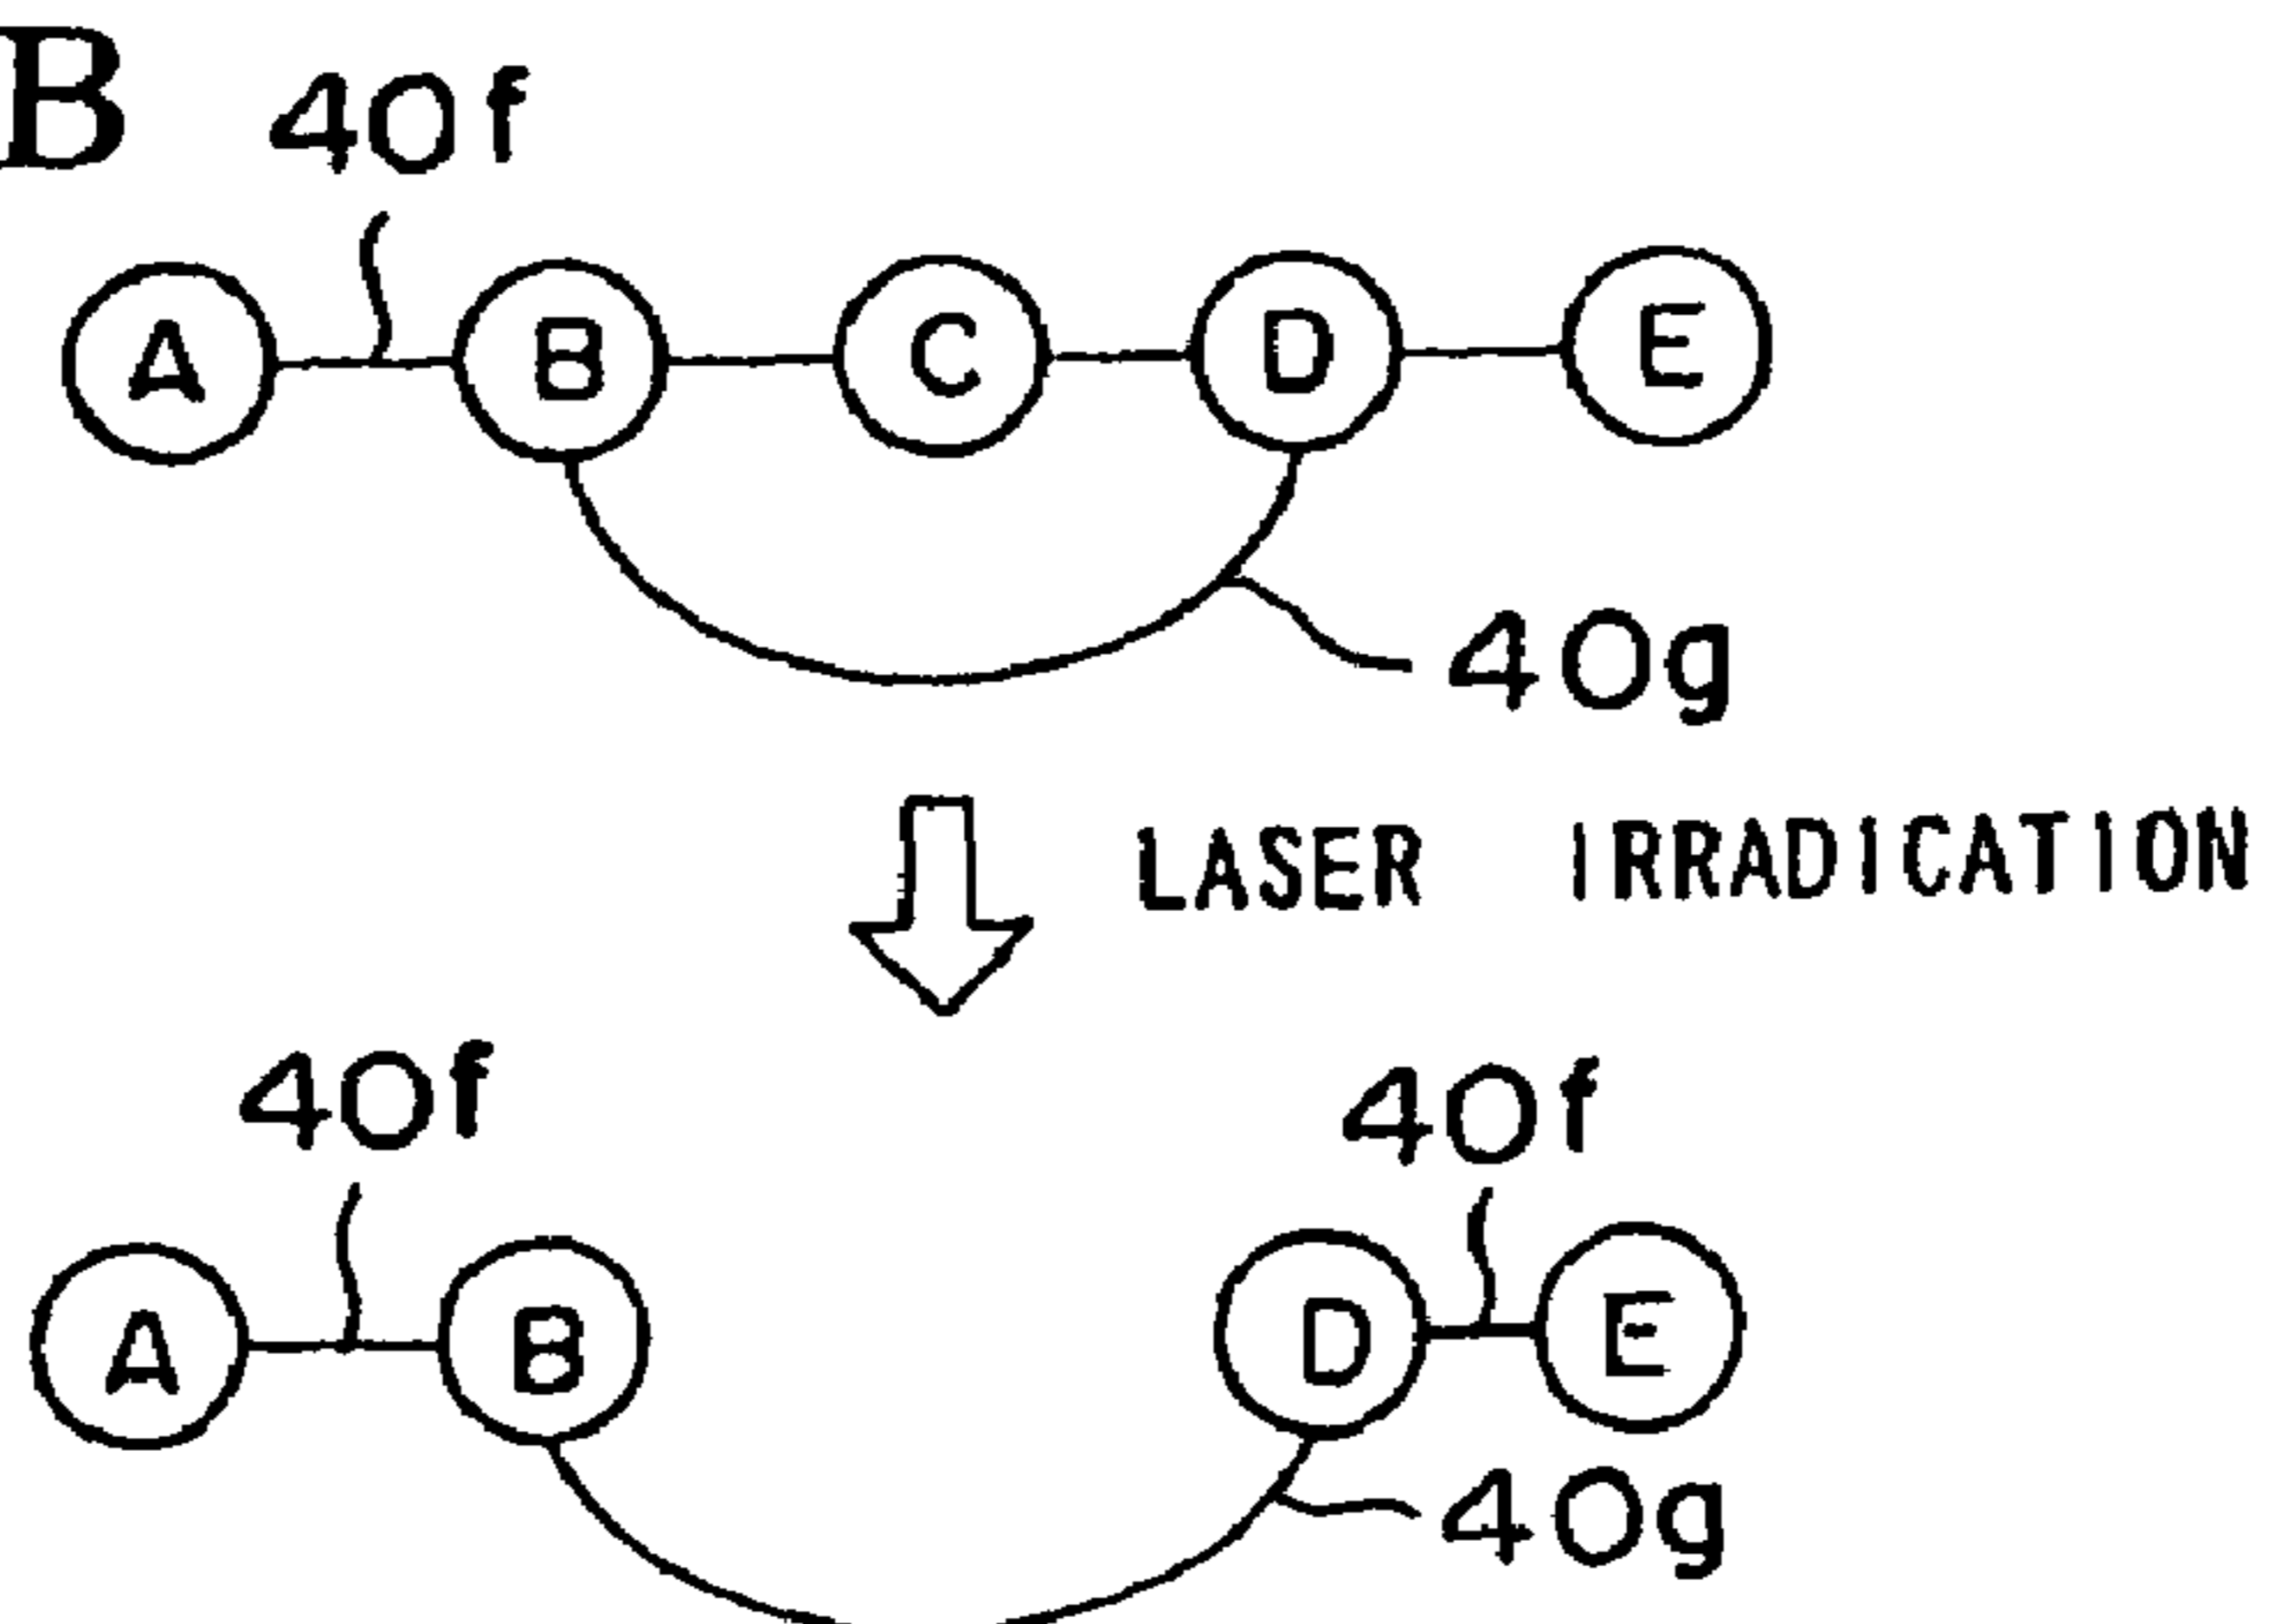 B
40f
A B C D E
40g
LASER IRRADICATION
40f 40f
A B D E
40g